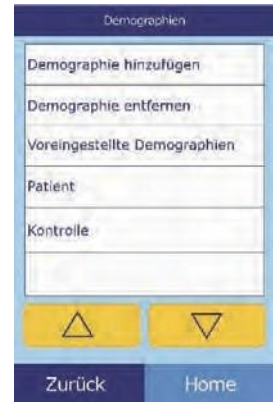 Demographien
Demographie hinzufügen
Demographie entfernen
Voreingestellte Demographien
Patient
Kontrolle
Zurück
Home